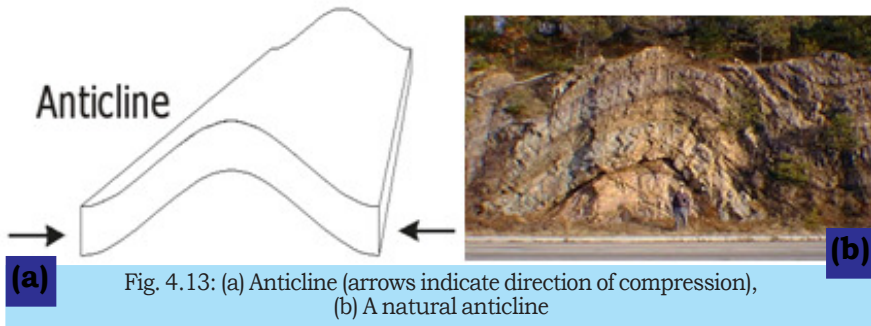 Anticline
(a)
(b)
Fig. 4.13: (a) Anticline (arrows indicate direction of compression),
(b) A natural anticline